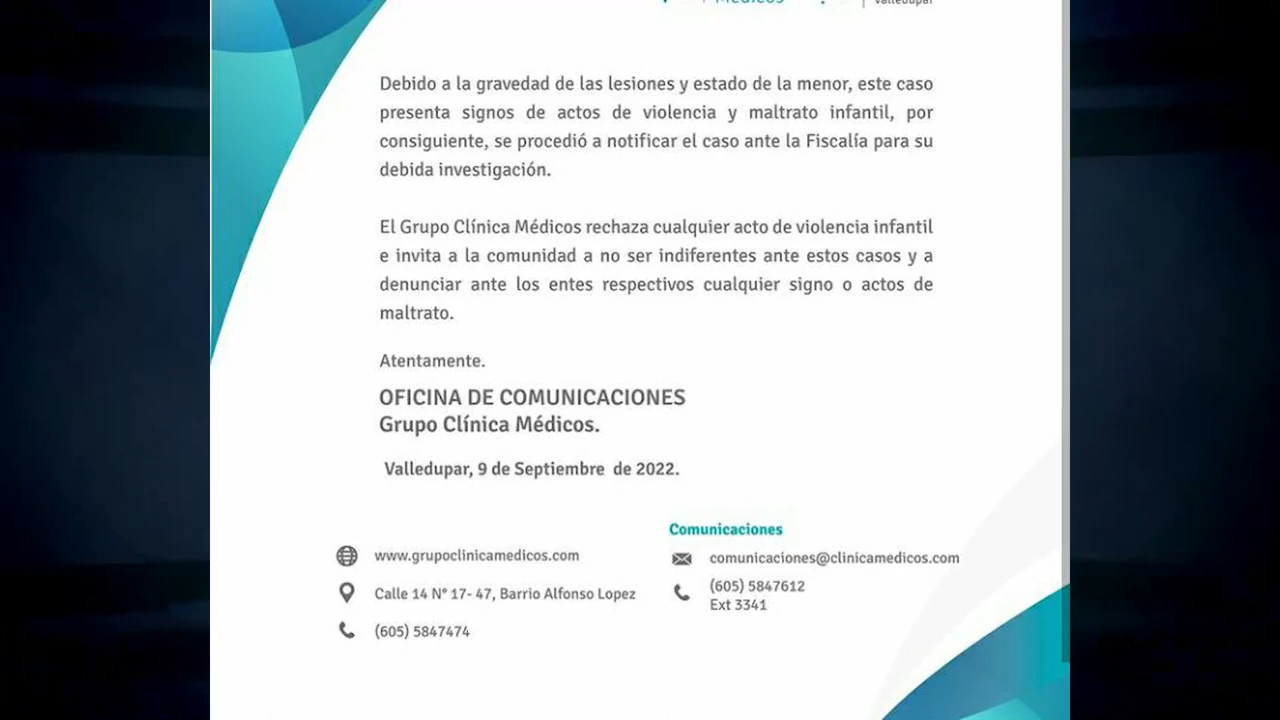 Valledupar
Debido a la gravedad de las lesiones y estado de la menor, este caso
presenta signos de actos de violencia y maltrato infantil, por
consiguiente, se procedió a notificar el caso ante la Fiscalía para su
debida investigación.
El Grupo Clínica Médicos rechaza cualquier acto de violencia infantil
e invita a la comunidad a no ser indiferentes ante estos casos y a
denunciar ante los entes respectivos cualquier signo o actos de
maltrato.
Atentamente.
OFICINA DE COMUNICACIONES
Grupo Clínica Médicos.
Valledupar, 9 de Septiembre de 2022.
www.grupoclinicamedicos.com
Calle 14 N° 17- 47, Barrio Alfonso Lopez
(605) 5847474
Comunicaciones
comunicaciones@clinicamedicos.com
(605) 5847612
Ext 3341